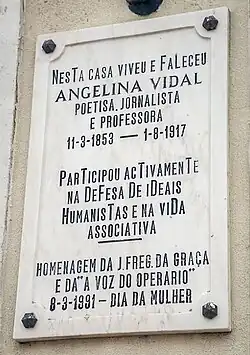 NESTA CASA VIVEU E FALECEU
ANGELINA VIDAL
POETISA, JORNALISTA
E PROFESSORA
11-3-1853 — 1-8-1917
PARTICIPOU ACTIVAMENTE
NA DEFESA DE IDEAIS
HUMANISTAS E NA VIDA
ASSOCIATIVA
HOMENAGEM DA J. FREG. DA GRAÇA
E DA "A VOZ DO OPERÁRIO"
8-3-1991 - DIA DA MULHER